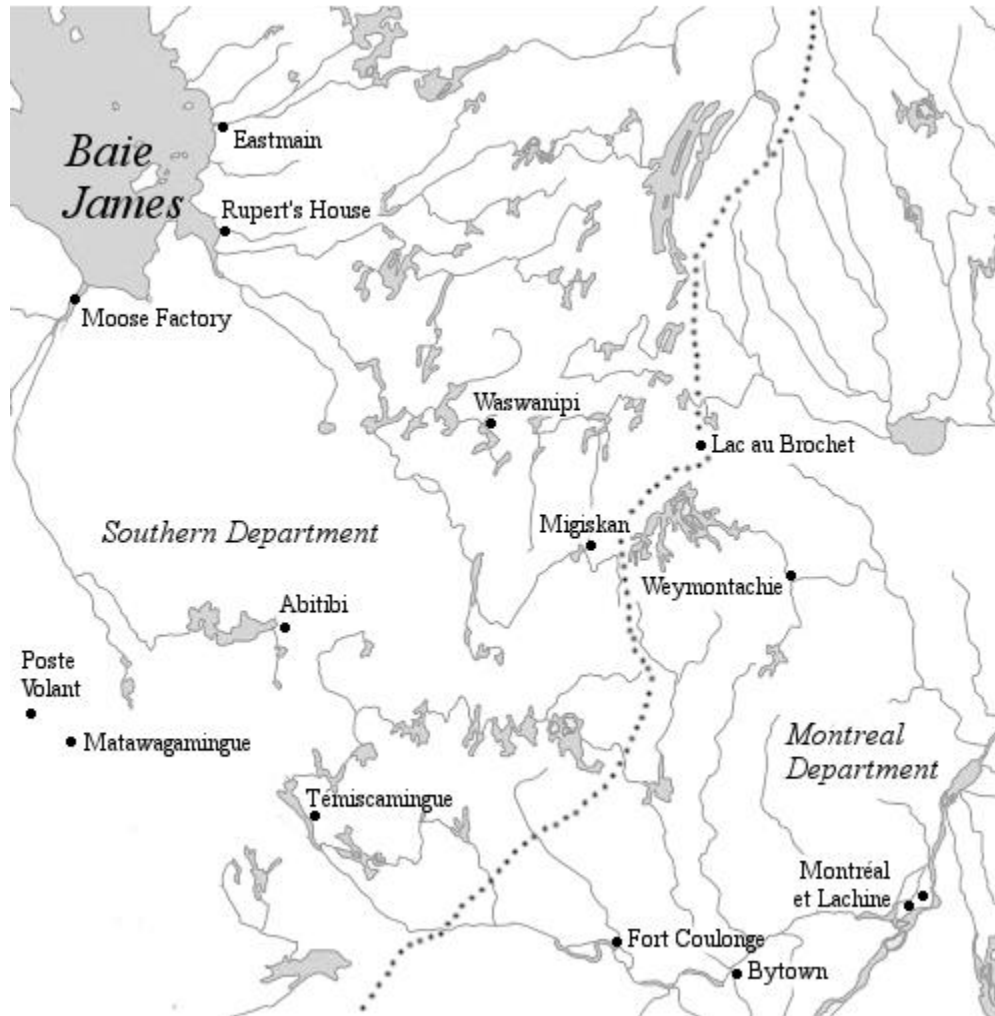 Eastmain
Baie
James
Rupert's House
Moose Factory
Waswanipi
Lac au Brochet
Southern Department
Migiskan
Weymontachie
Abitibi
Poste
Volant
Matawagamingue
Montreal
Department
Témiscamingue
Montréal
et Lachine
Fort Coulonge
Bytown